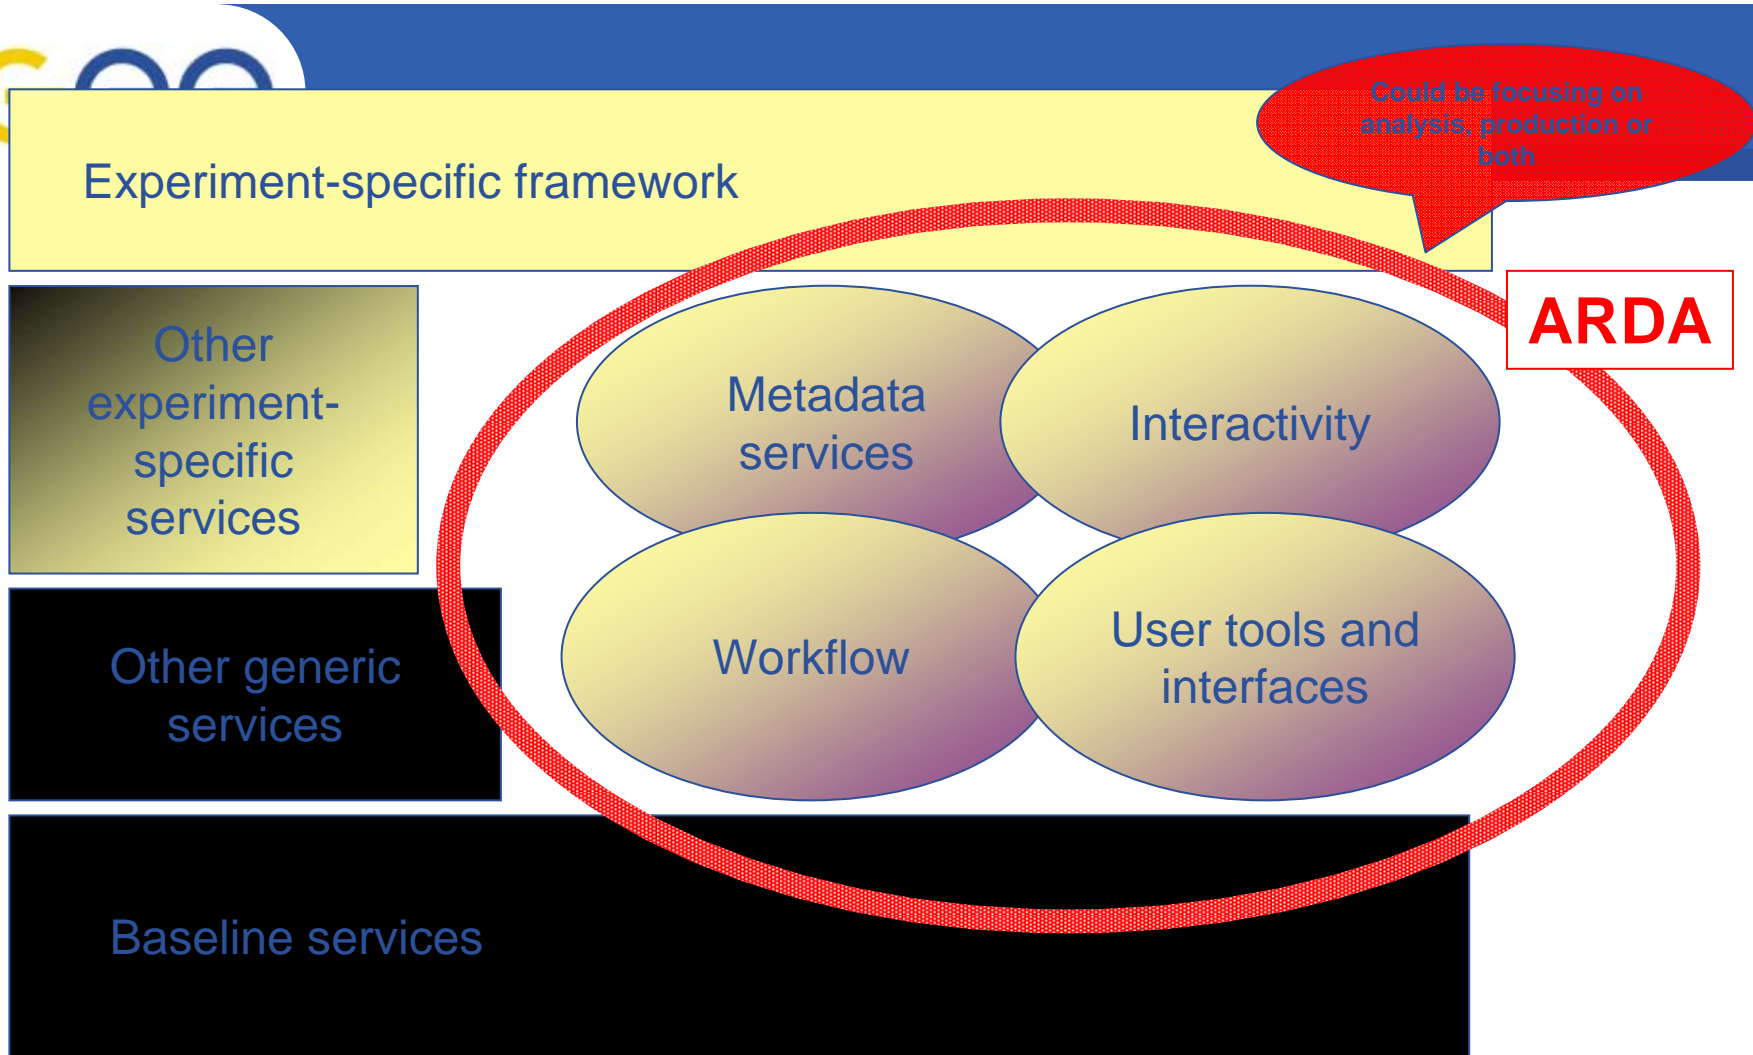 Could be focusing on
analysis, production or
both
Experiment-specific framework
ARDA
Other
experiment-
specific
services
Metadata
services
Interactivity
Other generic
services
Workflow
User tools and
interfaces
Baseline services